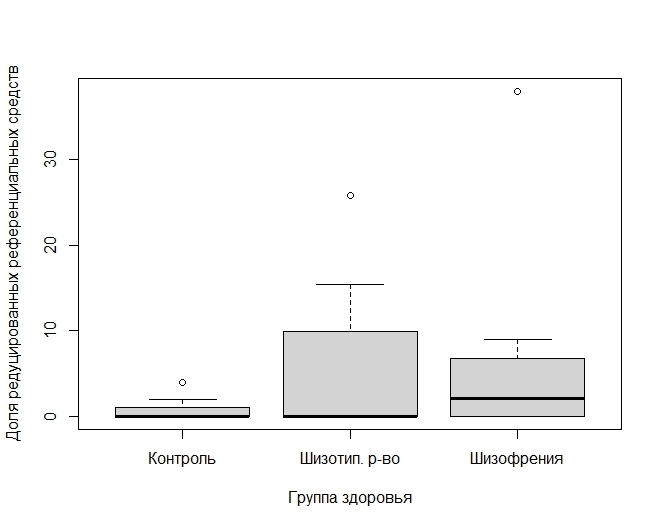 Доля редуцированных референциальных средств
30
20
10
0
Контроль Шизотип. р-во Шизофрения
Группа здоровья